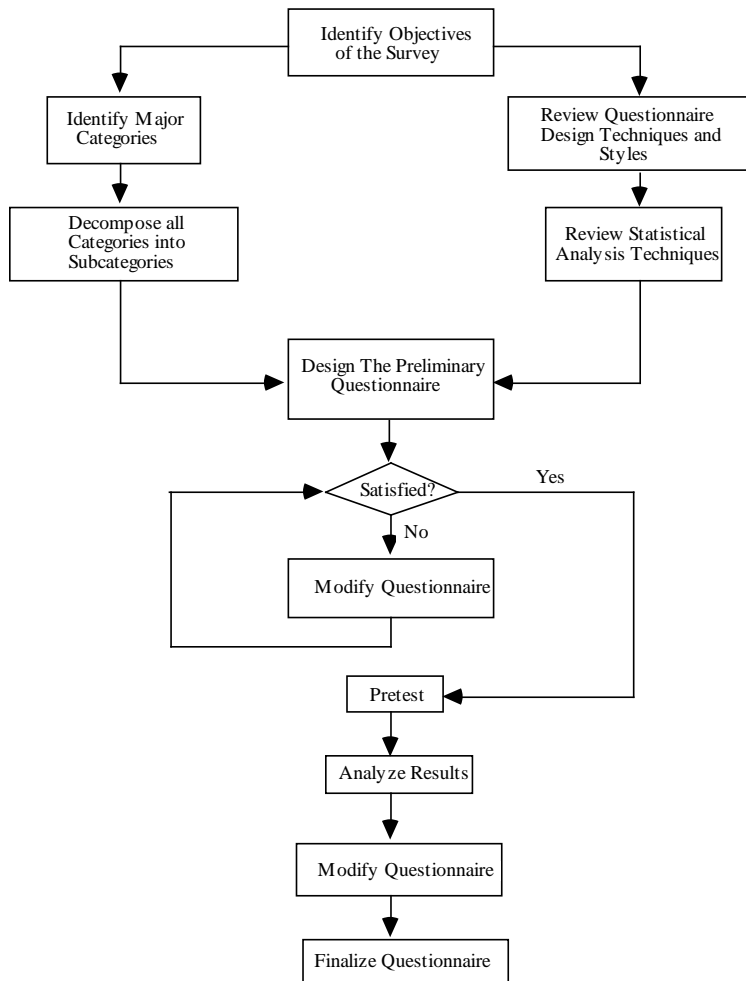 Identify Objectives
of the Survey
Identify Major
Categories
Review Questionnaire
Design Techniques and
Styles
Decompose all
Categories into
Subcategories
Review Statistical
Analysis Techniques
Design The Preliminary
Questionnaire
Satisfied?
Yes
No
Modify Questionnaire
Pretest
Analyze Results
Modify Questionnaire
Finalize Questionnaire